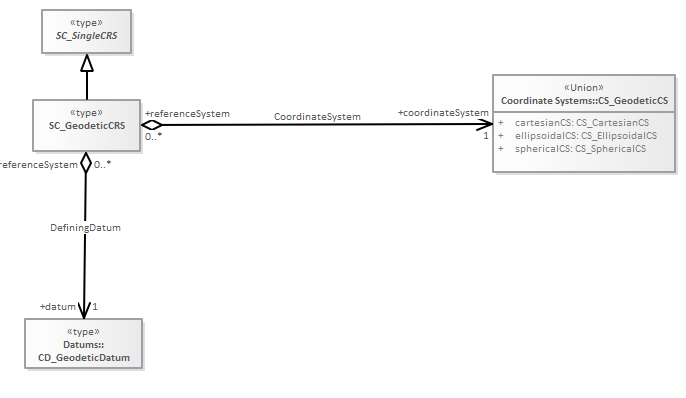 «type»
SC_SingleCRS
«type»
SC_GeodeticCRS
+referenceSystem
0..*
CoordinateSystem
+coordinateSystem
1
«Union»
Coordinate Systems::CS_GeodeticCS
+ cartesianCS: CS_CartesianCS
+ ellipsoidalCS: CS_EllipsoidalCS
+ sphericalCS: CS_SphericalCS
referenceSystem
0..*
DefiningDatum
+datum
1
«type»
Datums::
CD_GeodeticDatum